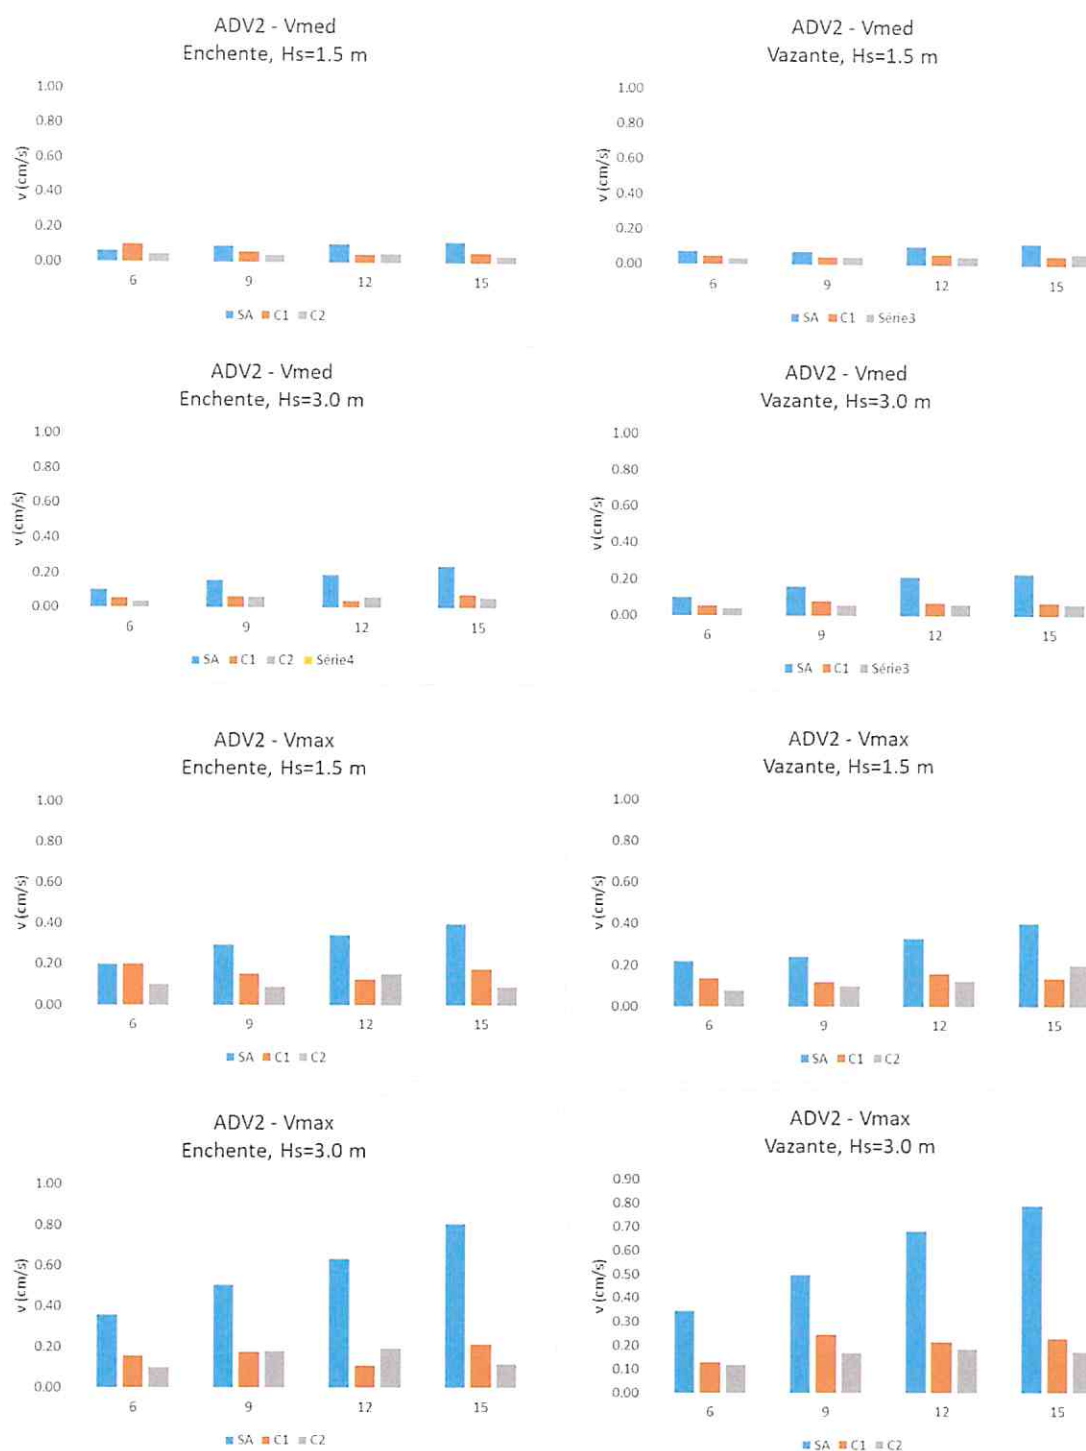 ADV2 - Vmed
Enchente, Hs=1.5 m
1.00
0.80
0.60
0.40
0.20
0.00
v (cm/s)
6 9 12 15
SA C1 C2
ADV2 - Vmed
Vazante, Hs=1.5 m
1.00
0.80
0.60
0.40
0.20
0.00
v (cm/s)
6 9 12 15
SA C1 Série3
ADV2 - Vmed
Enchente, Hs=3.0 m
1.00
0.80
0.60
0.40
0.20
0.00
v (cm/s)
6 9 12 15
SA C1 C2 Série4
ADV2 - Vmed
Vazante, Hs=3.0 m
1.00
0.80
0.60
0.40
0.20
0.00
v (cm/s)
6 9 12 15
SA C1 Série3
ADV2 - Vmax
Enchente, Hs=1.5 m
1.00
0.80
0.60
0.40
0.20
0.00
v (cm/s)
6 9 12 15
SA C1 C2
ADV2 - Vmax
Vazante, Hs=1.5 m
1.00
0.80
0.60
0.40
0.20
0.00
v (cm/s)
6 9 12 15
SA C1 C2
ADV2 - Vmax
Enchente, Hs=3.0 m
1.00
0.80
0.60
0.40
0.20
0.00
v (cm/s)
6 9 12 15
SA C1 C2
ADV2 - Vmax
Vazante, Hs=3.0 m
0.90
0.80
0.70
0.60
0.50
0.40
0.30
0.20
0.10
0.00
v (cm/s)
6 9 12 15
SA C1 C2